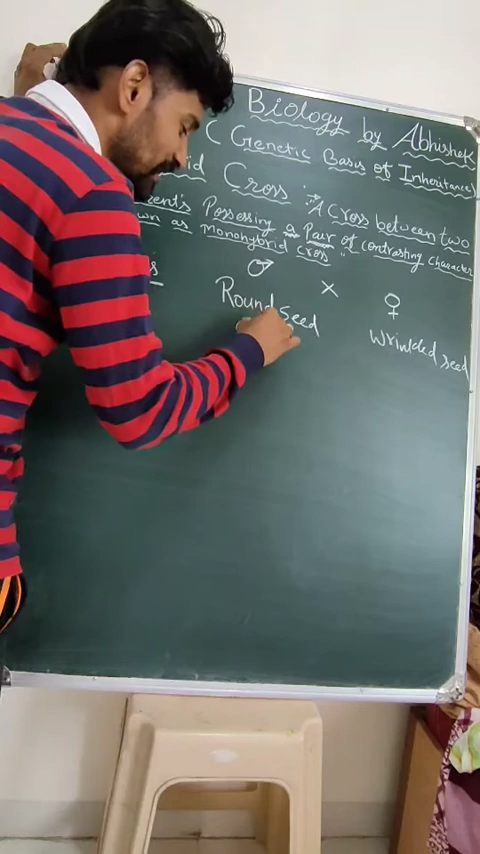 Biology by Abhishek
C Genetic Basis of Inheritance)
Cross :→ "A Cross between two
Possessing a Pair of contrasting character
as monohybrid cross"
♂ × ♀
Round seed
Wrinkled seed